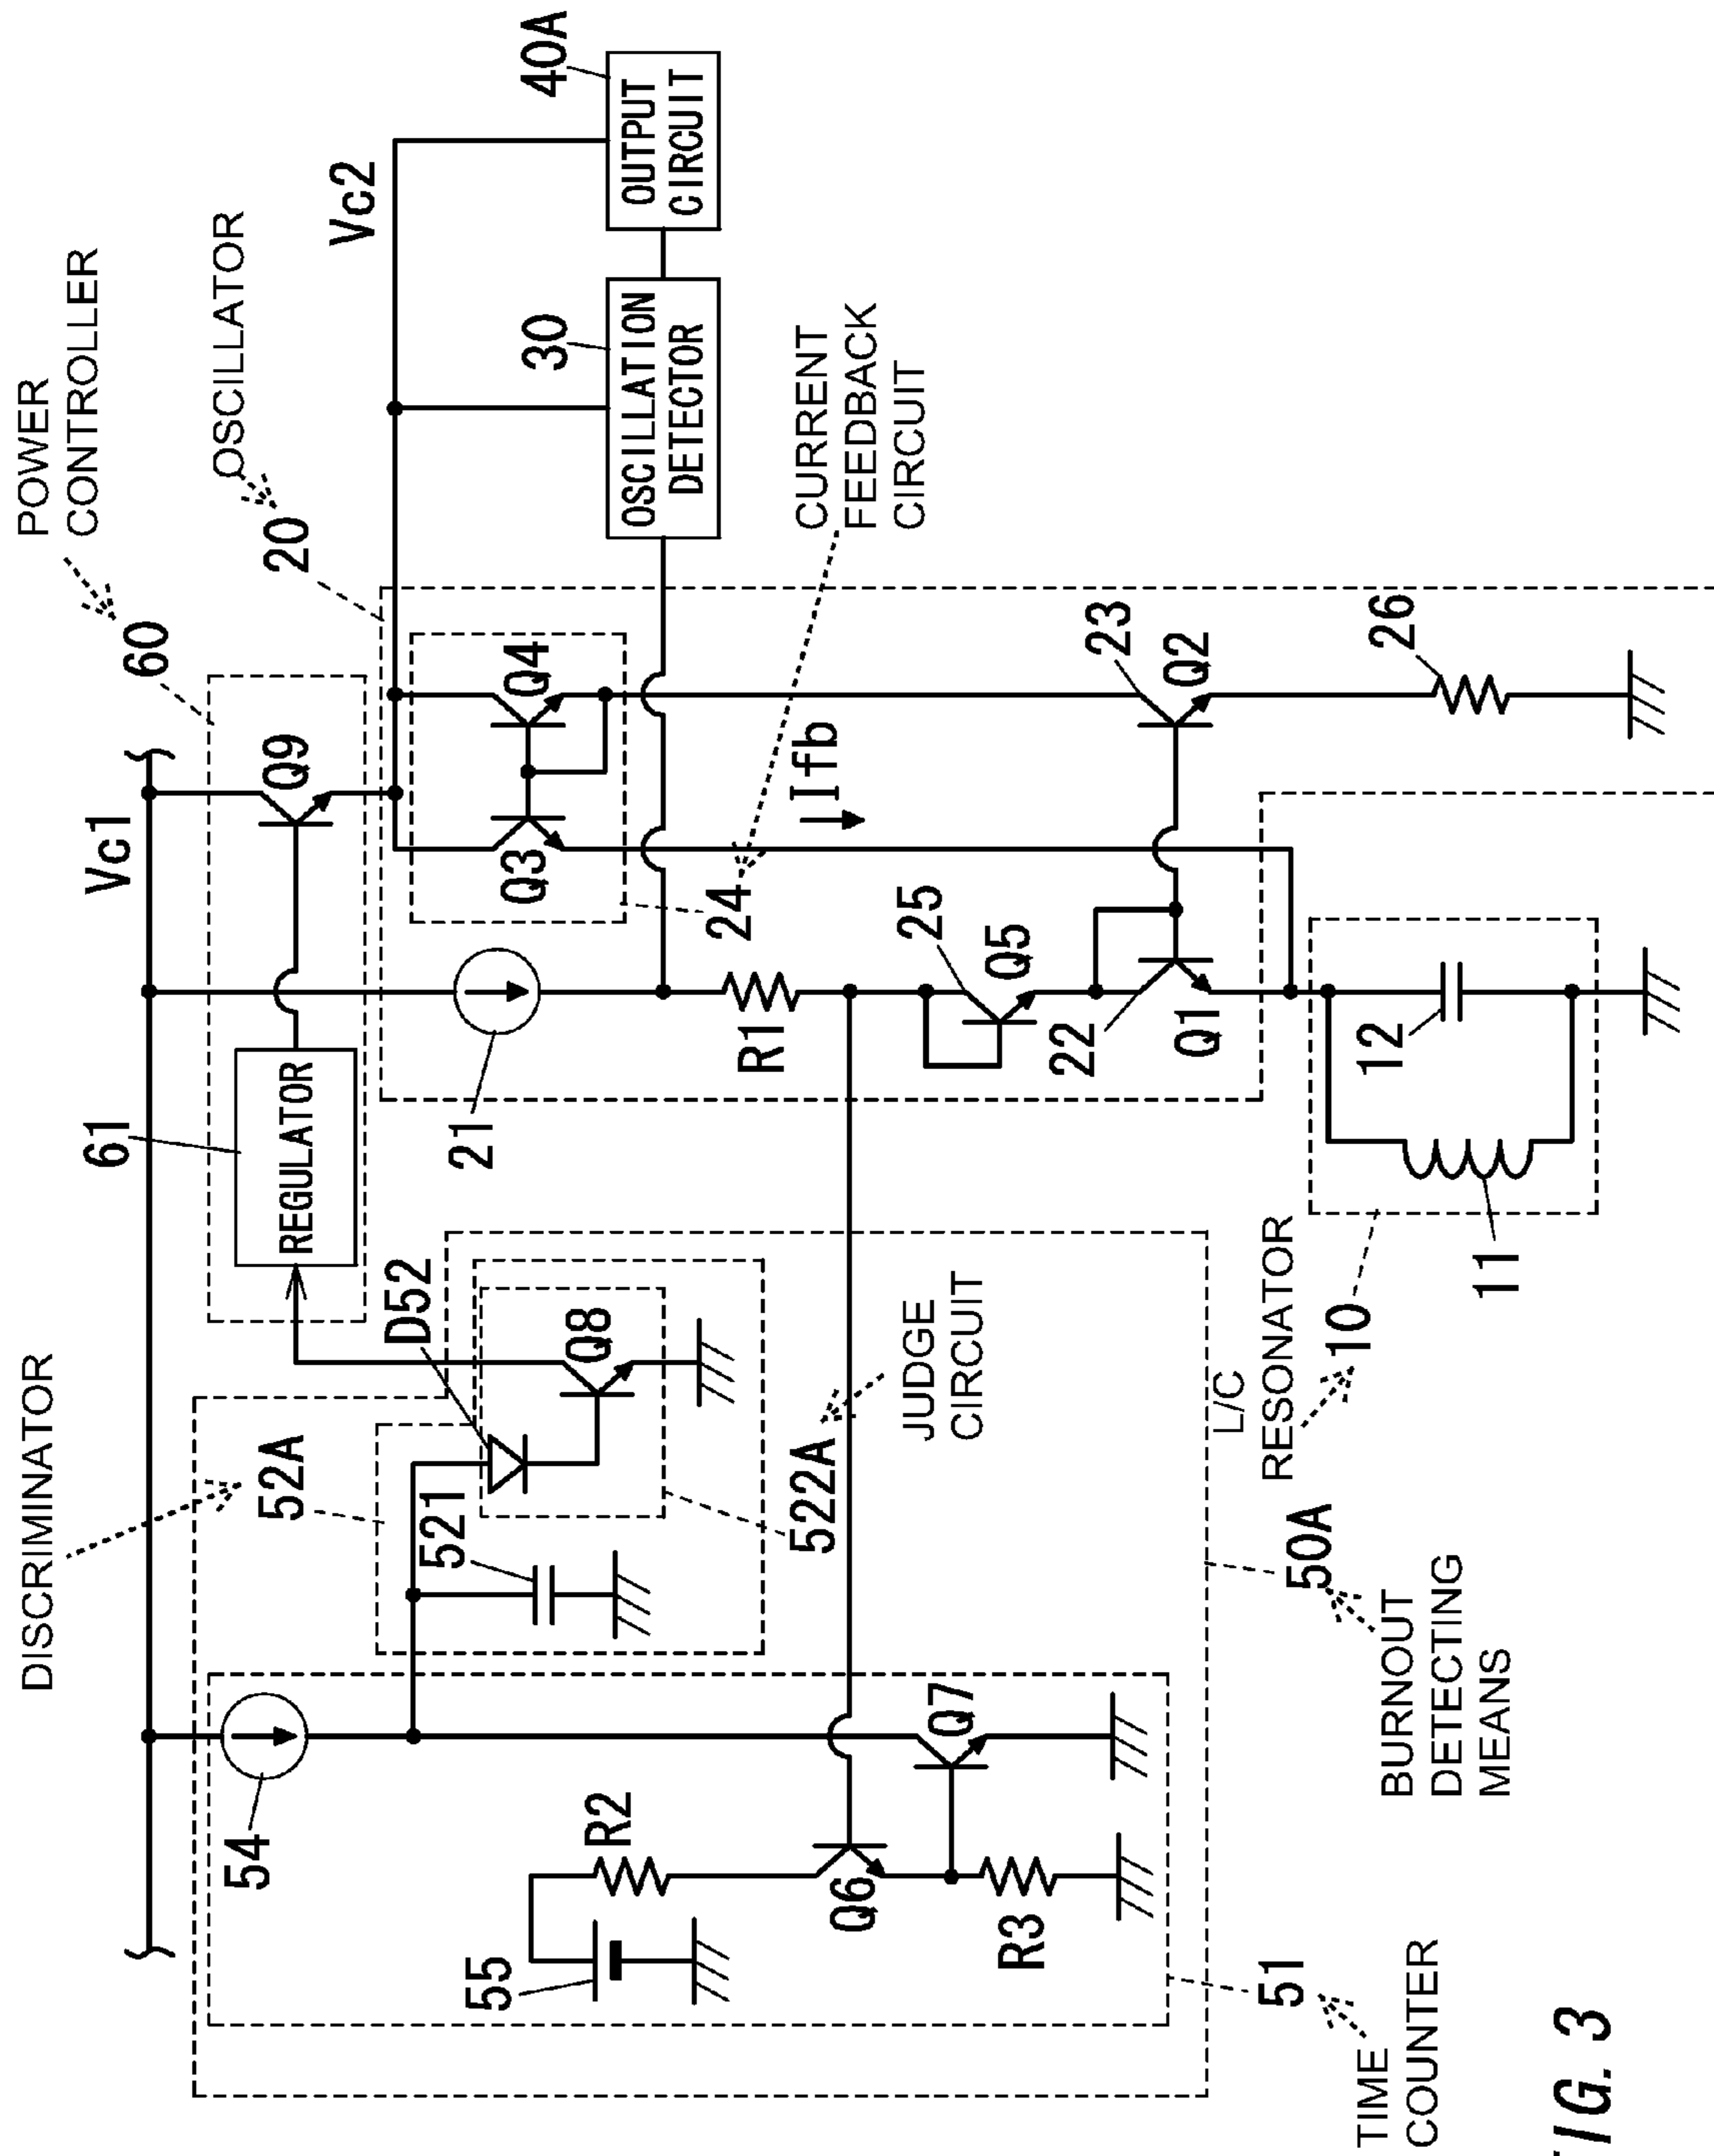 DISCRIMINATOR
POWER
CONTROLLER
OSCILLATOR
61
Vc1
60
20
Vc2
40A
OUTPUT
CIRCUIT
30
OSCILLATION
DETECTOR
REGULATOR
Q9
54
52A
521
D52
Q8
21
Q3
Q4
24
CURRENT
FEEDBACK
CIRCUIT
55
R2
522A
JUDGE
CIRCUIT
R1
Ifb
Q6
Q7
R3
25
Q5
22
Q1
23
Q2
26
L/C
RESONATOR
10
11
12
51
TIME
COUNTER
50A
BURNOUT
DETECTING
MEANS
IG. 3